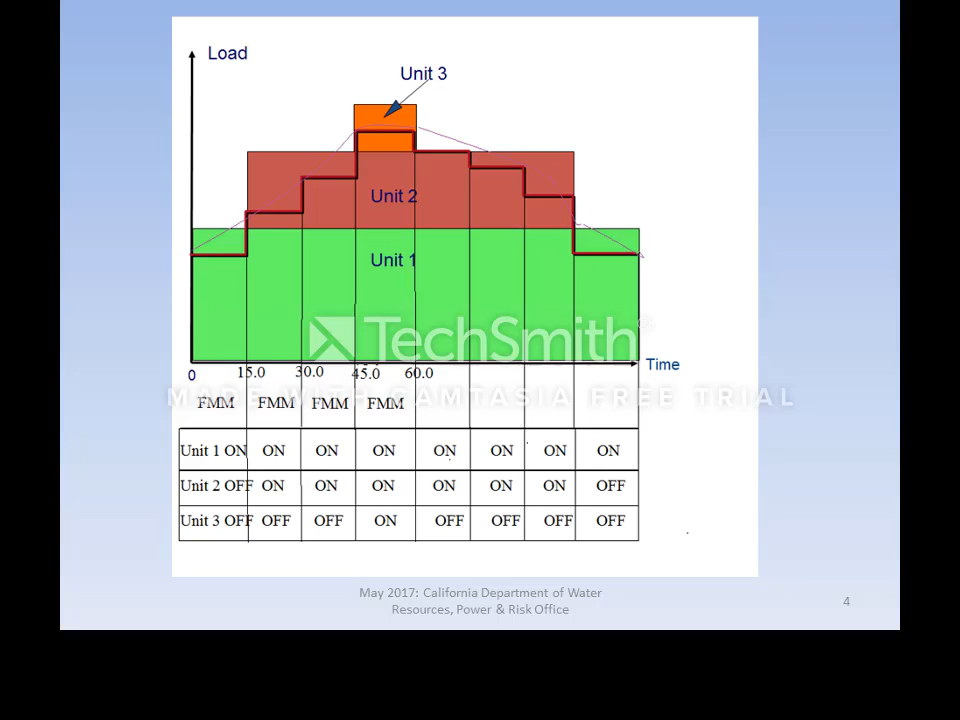 Load
Unit 3
Unit 2
Unit 1
TechSmith
Time
0 15.0 30.0 45.0 60.0
MADE WITH CAMTASIA FREE TRIAL
FMM FMM FMM FMM
Unit 1 ON ON ON ON ON ON ON ON
Unit 2 OFF ON ON ON ON ON ON OFF
Unit 3 OFF OFF OFF ON OFF OFF OFF OFF
May 2017: California Department of Water
Resources, Power & Risk Office
4